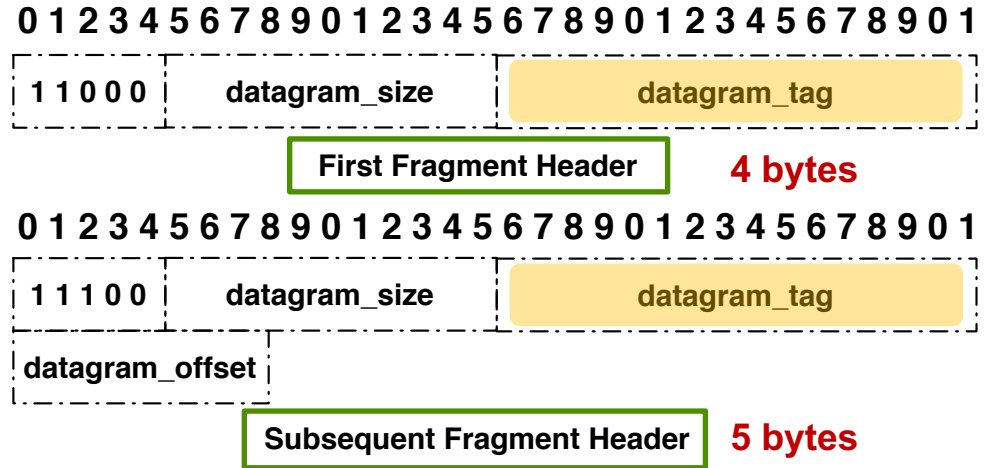 0 1 2 3 4 5 6 7 8 9 0 1 2 3 4 5 6 7 8 9 0 1 2 3 4 5 6 7 8 9 0 1
1 1 0 0 0 datagram_size datagram_tag
First Fragment Header 4 bytes
0 1 2 3 4 5 6 7 8 9 0 1 2 3 4 5 6 7 8 9 0 1 2 3 4 5 6 7 8 9 0 1
1 1 1 0 0 datagram_size datagram_tag
datagram_offset
Subsequent Fragment Header 5 bytes